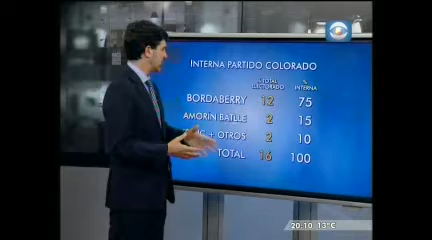 INTERNA PARTIDO COLORADO
% TOTAL ELECTORADO % INTERNA
BORDABERRY 12 75
AMORIN BATLLE 2 15
+ OTROS 2 10
TOTAL 16 100
20:10 13°C